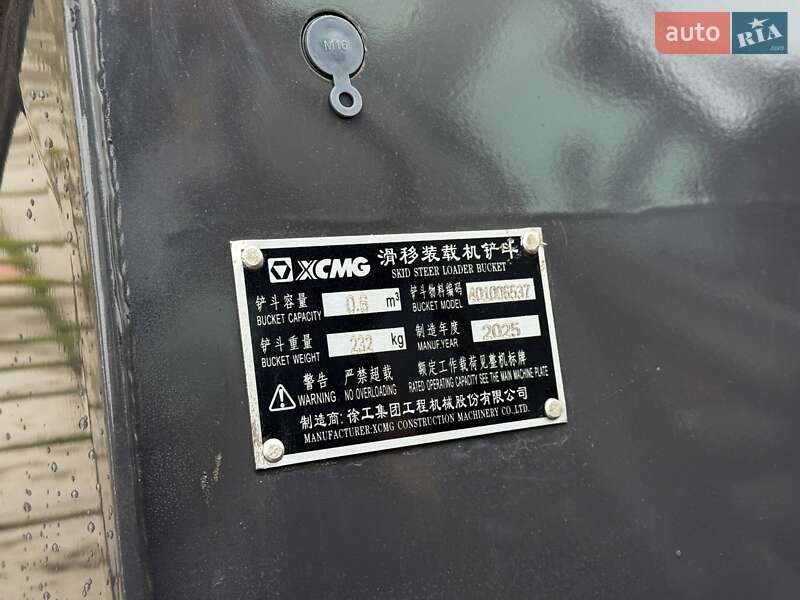 M16
auto RIA .com
XCMG 滑移装载机铲斗
SKID STEER LOADER BUCKET
铲斗容量 0.6 m³ 铲斗物料编码 401006537
BUCKET CAPACITY BUCKET MODEL
铲斗重量 232 kg 制造年度 2025
BUCKET WEIGHT MANUF.YEAR
警告 严禁超载 额定工作载荷见整机标牌
WARNING NO OVERLOADING RATED OPERATING CAPACITY SEE THE MAIN MACHINE PLATE
制造商:徐工集团工程机械股份有限公司
MANUFACTURER:XCMG CONSTRUCTION MACHINERY CO.,LTD.